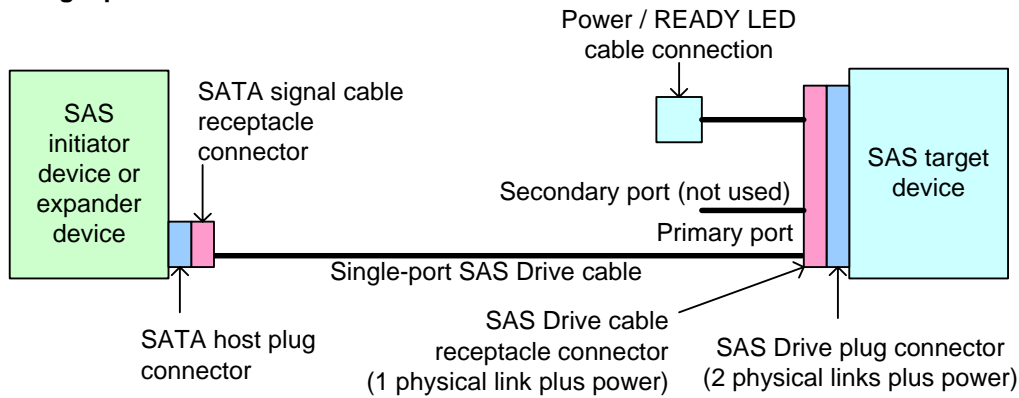 Power / READY LED
cable connection
SAS
initiator
device or
expander
device
SATA signal cable
receptacle
connector
SAS target
device
Secondary port (not used)
Primary port
Single-port SAS Drive cable
SATA host plug
connector
SAS Drive cable
receptacle connector
(1 physical link plus power)
SAS Drive plug connector
(2 physical links plus power)